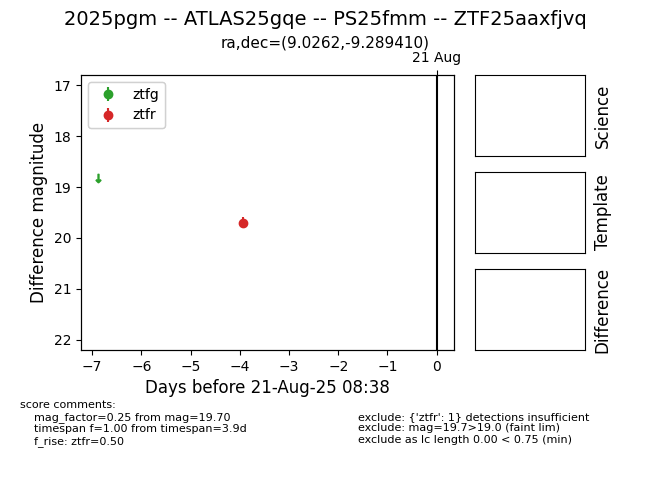 2025pgm -- ATLAS25gqe -- PS25fmm -- ZTF25aaxfjvq
ra,dec=(9.0262,-9.289410)
21 Aug
ztfg
ztfr
17
18
19
20
21
22
Difference magnitude
−7
−6
−5
−4
−3
−2
−1
0
Days before 21-Aug-25 08:38
Science
Template
Difference
score comments:
mag_factor=0.25 from mag=19.70
timespan f=1.00 from timespan=3.9d
f_rise: ztfr=0.50
exclude: {'ztfr': 1} detections insufficient
exclude: mag=19.7>19.0 (faint lim)
exclude as lc length 0.00 < 0.75 (min)